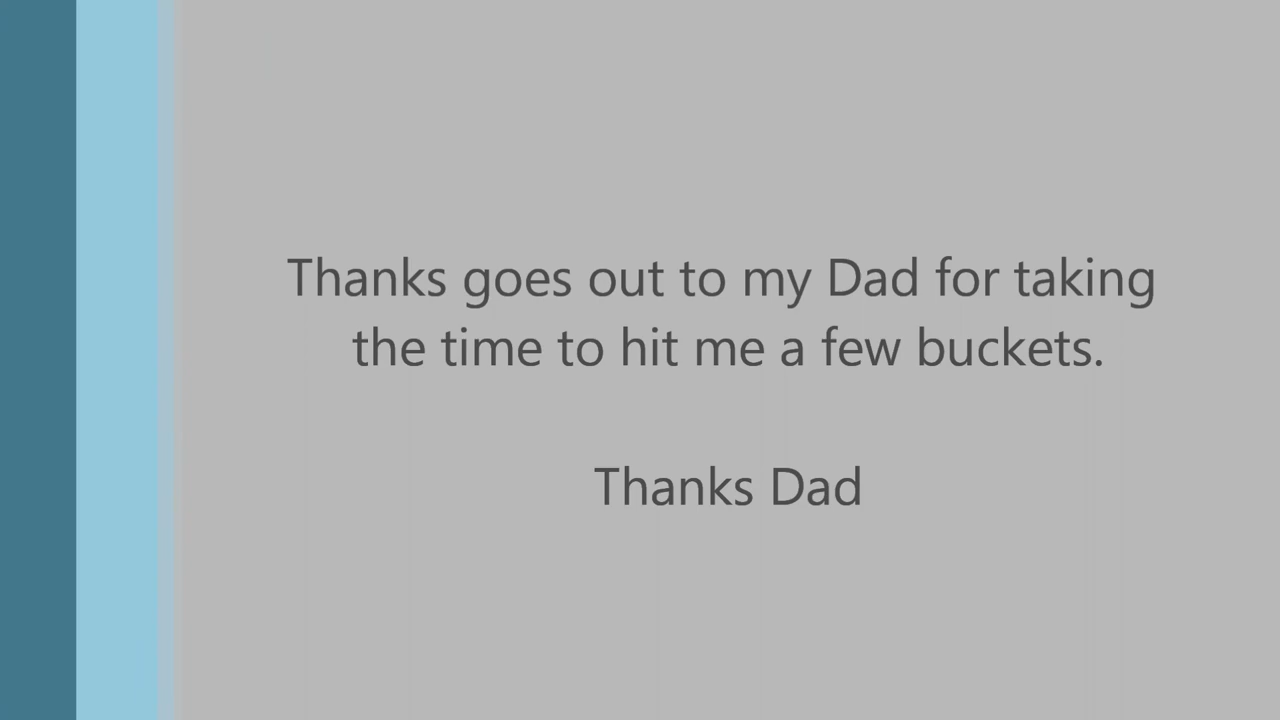 Thanks goes out to my Dad for taking
the time to hit me a few buckets.
Thanks Dad